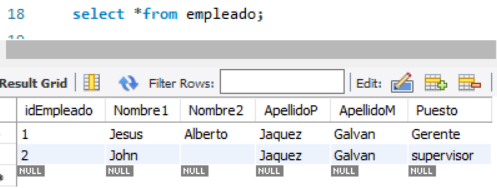 18 select *from empleado;
19
Result Grid Filter Rows: Edit:
idEmpleado Nombre1 Nombre2 ApellidoP ApellidoM Puesto
1 Jesus Alberto Jaquez Galvan Gerente
2 John Jaquez Galvan supervisor
NULL NULL NULL NULL NULL NULL